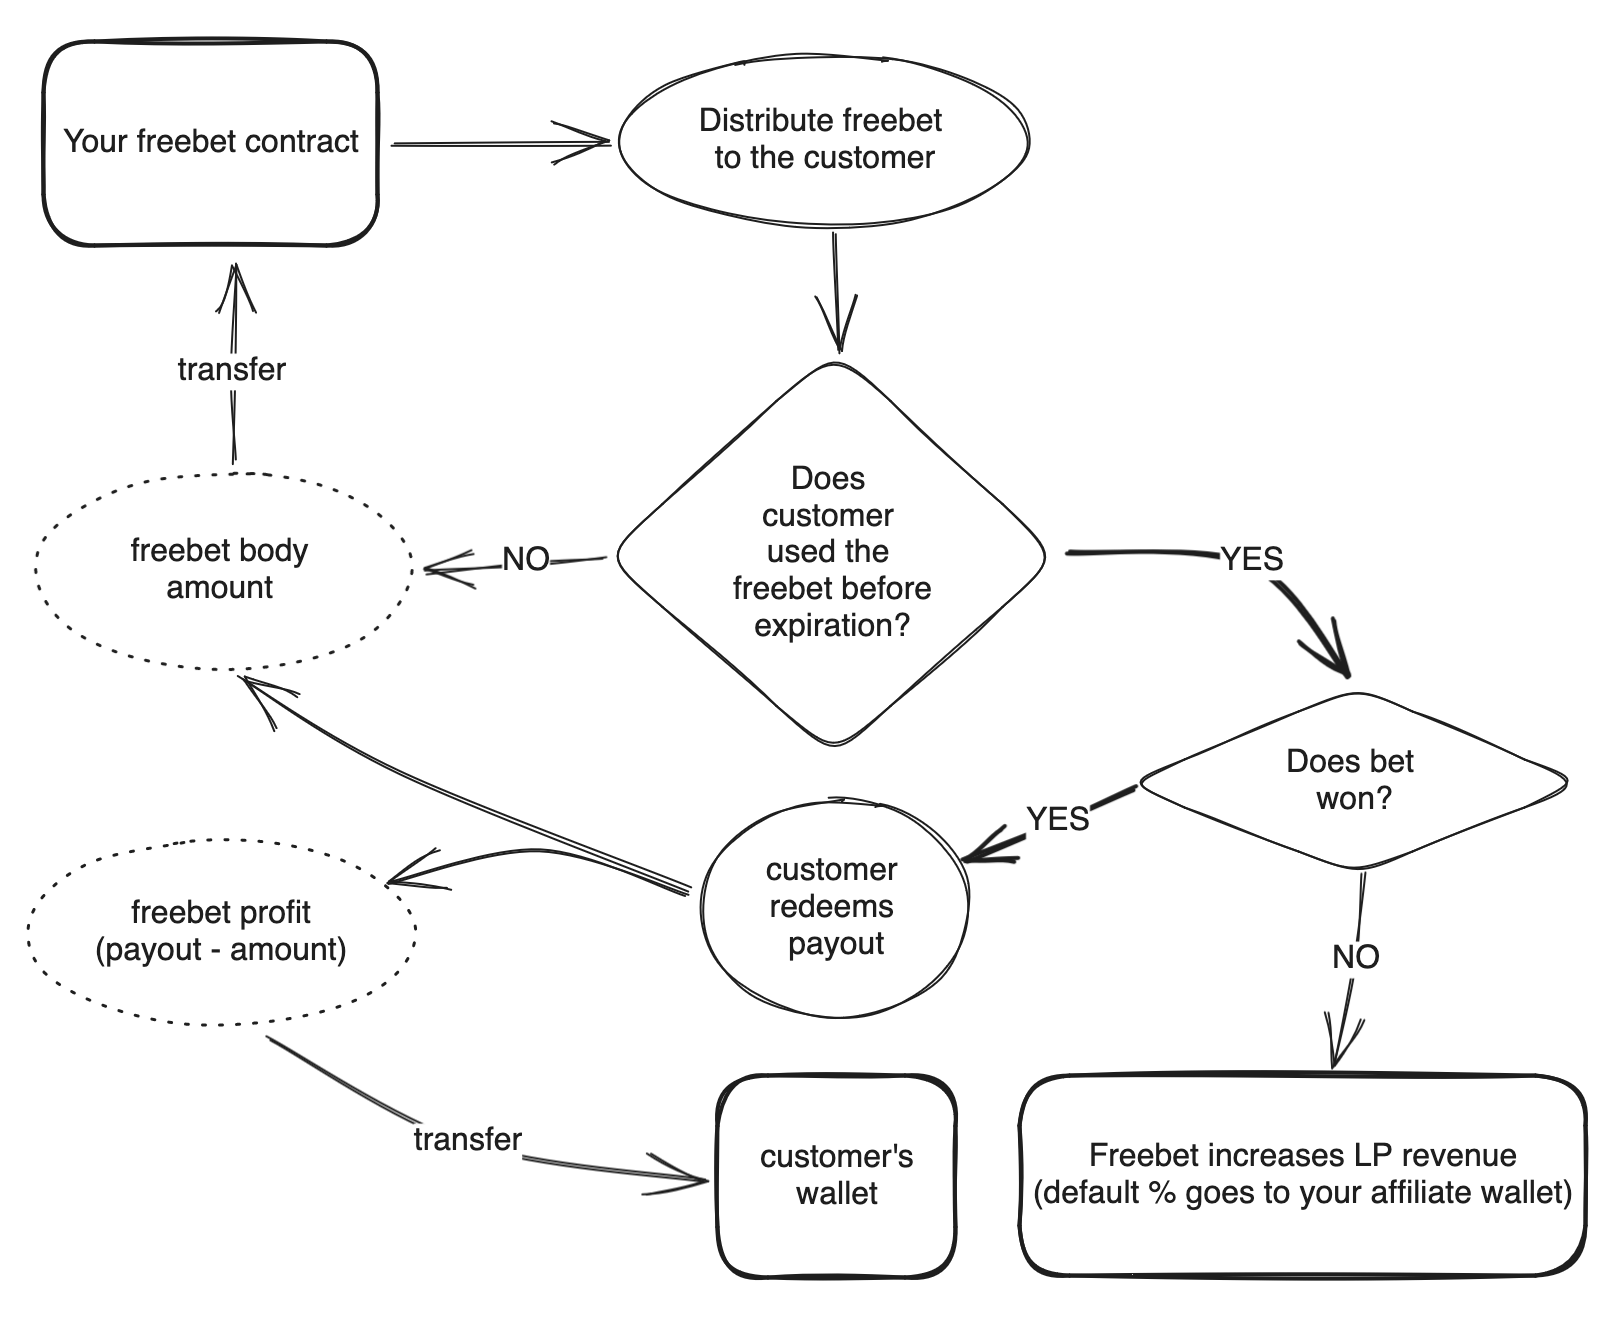 Your freebet contract
Distribute freebet
to the customer
transfer
Does
customer
used the
freebet before
expiration?
freebet body
amount
NO
YES
Does bet
won?
YES
customer
redeems
payout
freebet profit
(payout - amount)
NO
transfer
customer's
wallet
Freebet increases LP revenue
(default % goes to your affiliate wallet)